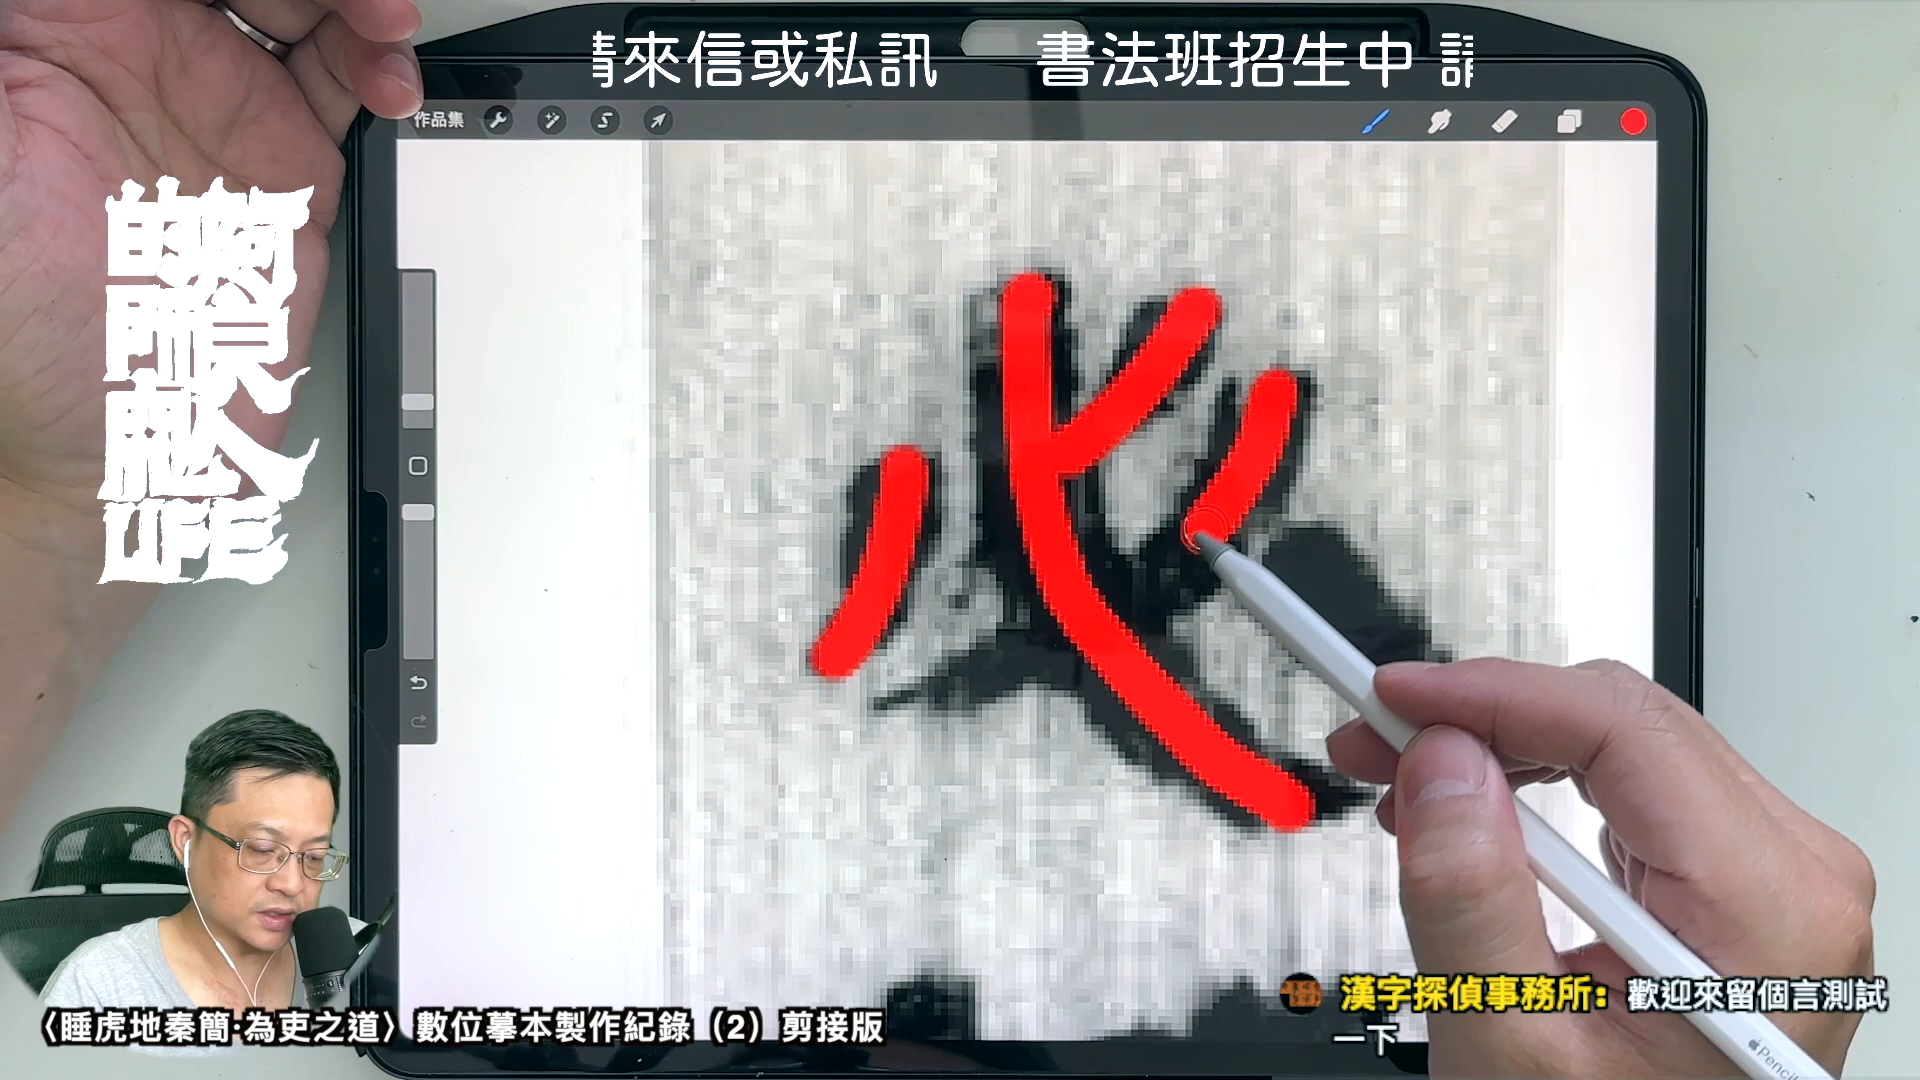 請來信或私訊 書法班招生中
作品集
〈睡虎地秦簡·為吏之道〉數位摹本製作紀錄（2）剪接版
漢字探偵事務所：歡迎來留個言測試
一下
Pencil